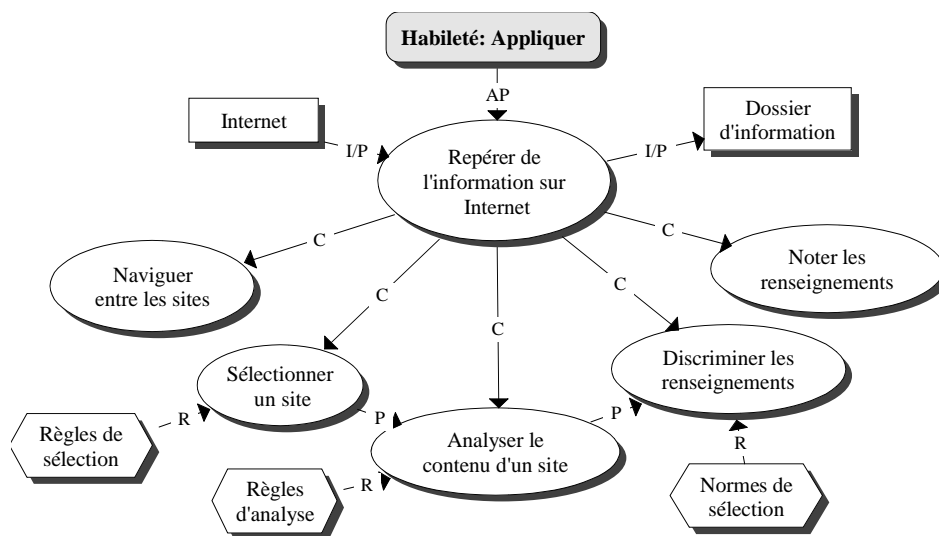 Habileté: Appliquer
AP
Internet
Dossier
d'information
I/P
I/P
Repérer de
l'information sur
Internet
C
C
Naviguer
entre les sites
Noter les
renseignements
C
C
C
Sélectionner
un site
Discriminer les
renseignements
R
P
P
Règles de
sélection
Analyser le
contenu d'un site
R
R
Règles
d'analyse
Normes de
sélection